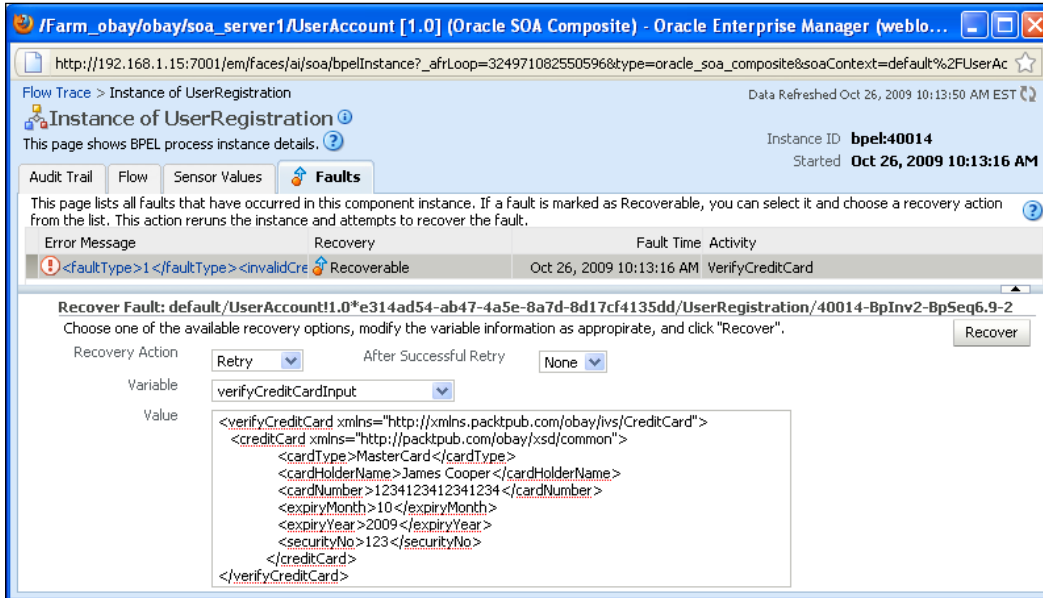 /Farm_obay/obay/soa_server1/UserAccount [1.0] (Oracle SOA Composite) - Oracle Enterprise Manager (weblo...
http://192.168.1.15:7001/em/faces/ai/soa/bpelInstance?_afrLoop=324971082550596&type=oracle_soa_composite&soaContext=default%2FUserAc
Flow Trace > Instance of UserRegistration
Data Refreshed Oct 26, 2009 10:13:50 AM EST
Instance of UserRegistration
This page shows BPEL process instance details.
Instance ID bpel:40014
Started Oct 26, 2009 10:13:16 AM
Audit Trail Flow Sensor Values Faults
This page lists all faults that have occurred in this component instance. If a fault is marked as Recoverable, you can select it and choose a recovery action
from the list. This action reruns the instance and attempts to recover the fault.
Error Message Recovery Fault Time Activity
<faultType>1</faultType><invalidCre Recoverable Oct 26, 2009 10:13:16 AM VerifyCreditCard
Recover Fault: default/UserAccount!1.0*e314ad54-ab47-4a5e-8a7d-8d17cf4135dd/UserRegistration/40014-BpInv2-BpSeq6.9-2
Choose one of the available recovery options, modify the variable information as appropirate, and click "Recover".
Recover
Recovery Action Retry After Successful Retry None
Variable verifyCreditCardInput
Value
<verifyCreditCard xmlns="http://xmlns.packtpub.com/obay/ivs/CreditCard">
<creditCard xmlns="http://packtpub.com/obay/xsd/common">
<cardType>MasterCard</cardType>
<cardHolderName>James Cooper</cardHolderName>
<cardNumber>1234123412341234</cardNumber>
<expiryMonth>10</expiryMonth>
<expiryYear>2009</expiryYear>
<securityNo>123</securityNo>
</creditCard>
</verifyCreditCard>